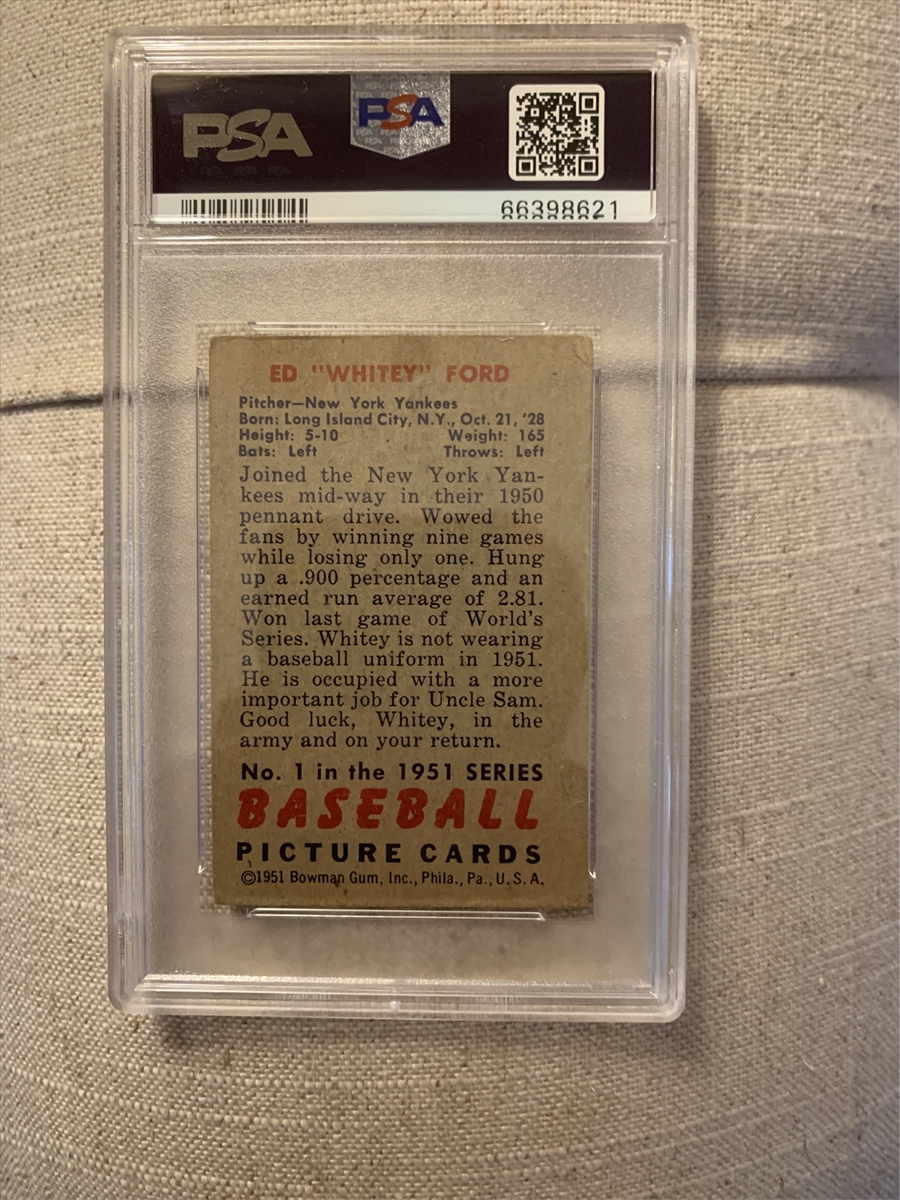 PSA
PSA
66398621
ED "WHITEY" FORD
Pitcher—New York Yankees
Born: Long Island City, N.Y., Oct. 21, '28
Height: 5-10 Weight: 165
Bats: Left Throws: Left
Joined the New York Yan-
kees mid-way in their 1950
pennant drive. Wowed the
fans by winning nine games
while losing only one. Hung
up a .900 percentage and an
earned run average of 2.81.
Won last game of World's
Series. Whitey is not wearing
a baseball uniform in 1951.
He is occupied with a more
important job for Uncle Sam.
Good luck, Whitey, in the
army and on your return.
No. 1 in the 1951 SERIES
BASEBALL
PICTURE CARDS
©1951 Bowman Gum, Inc., Phila., Pa., U. S. A.